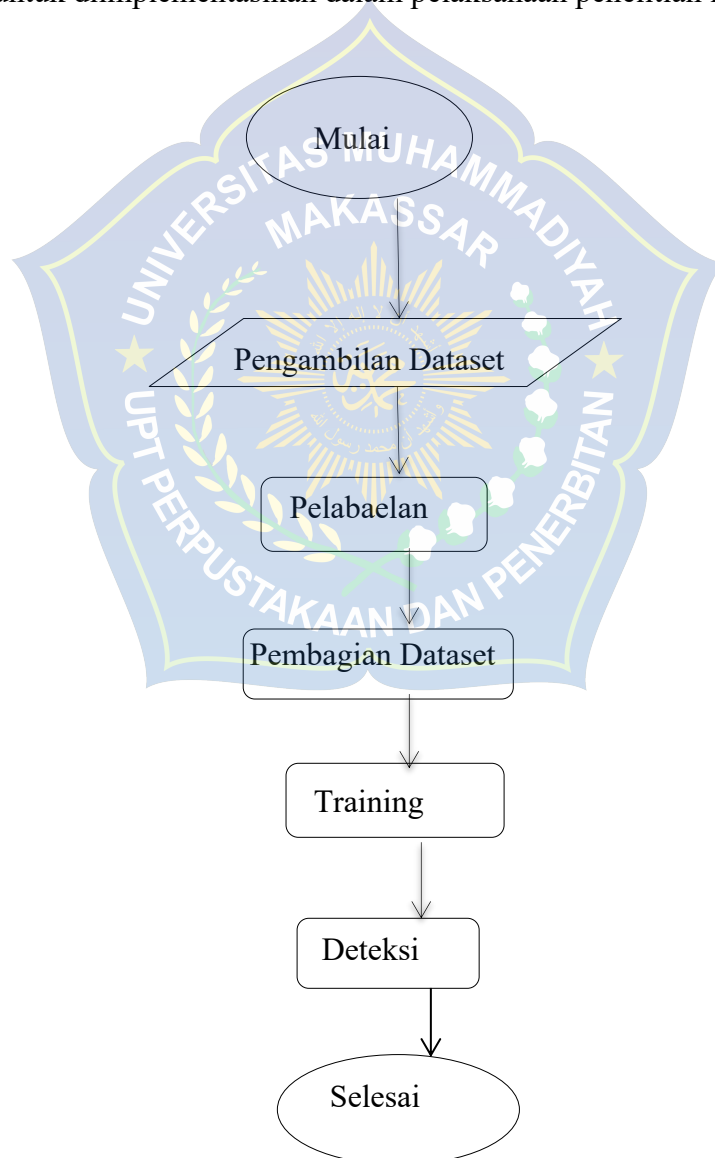 Mulai
UNIVERSITAS MUHAMMADIYAH
MAKASSAR
Pengambilan Dataset
Pelabaelan
UPT PERPUSTAKAAN DAN PENERBITAN
Pembagian Dataset
Training
Deteksi
Selesai